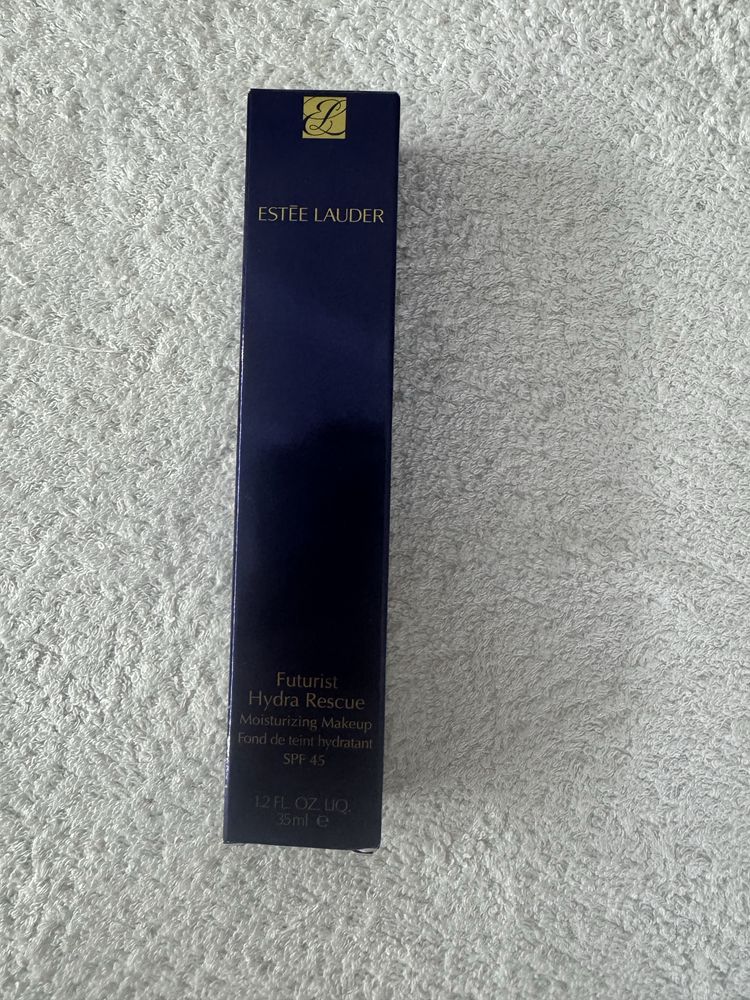 EL
ESTĒE LAUDER
Futurist
Hydra Rescue
Moisturizing Makeup
Fond de teint hydratant
SPF 45
1.2 FL. OZ. LIQ.
35ml ℮